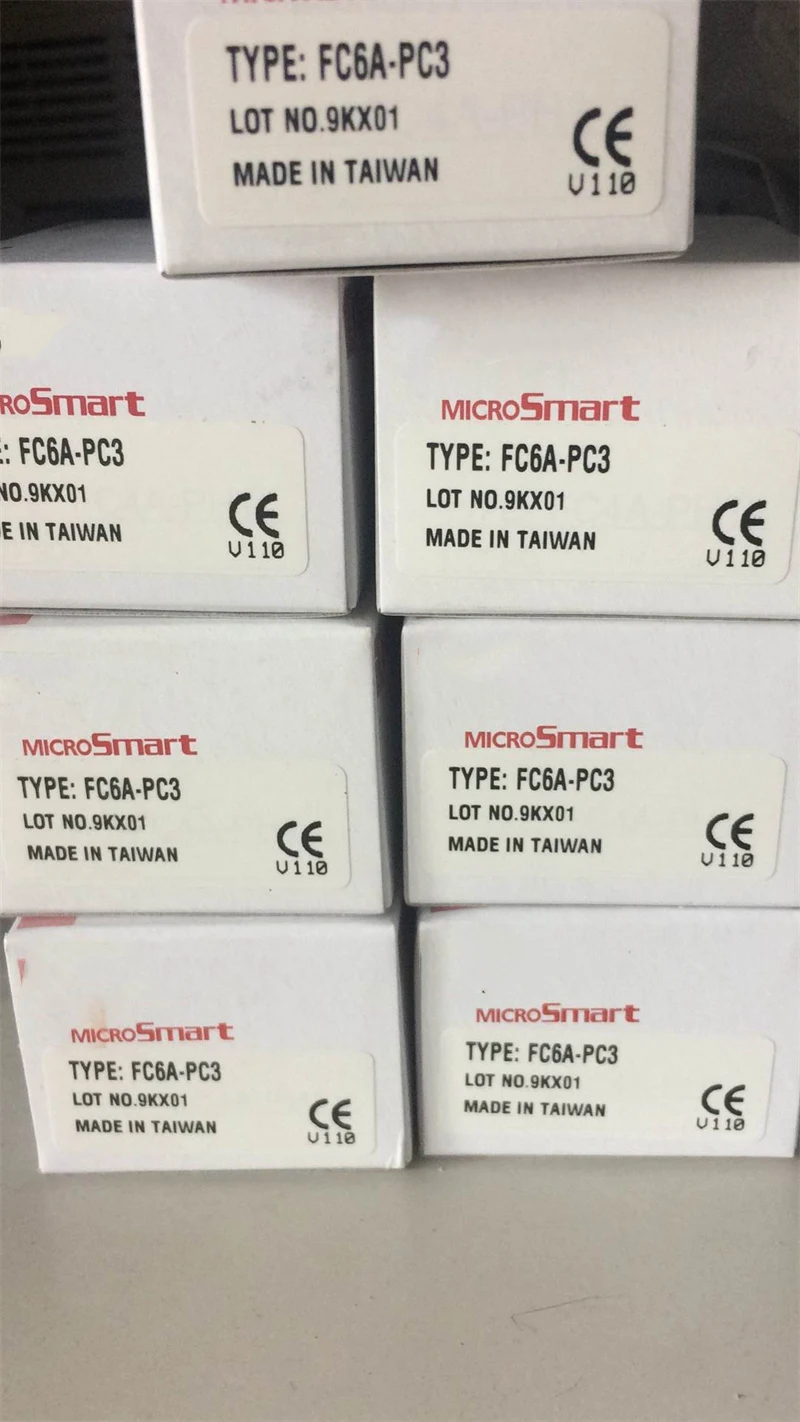 TYPE: FC6A-PC3
LOT NO.9KX01
MADE IN TAIWAN
CE
V110
ROSmart
: FC6A-PC3
NO.9KX01
E IN TAIWAN
CE
V110
MICROSmart
TYPE: FC6A-PC3
LOT NO.9KX01
MADE IN TAIWAN
CE
V110
MICROSmart
TYPE: FC6A-PC3
LOT NO.9KX01
MADE IN TAIWAN
CE
V110
MICROSmart
TYPE: FC6A-PC3
LOT NO.9KX01
MADE IN TAIWAN
CE
V110
MICROSmart
TYPE: FC6A-PC3
LOT NO.9KX01
MADE IN TAIWAN
CE
V110
MICROSmart
TYPE: FC6A-PC3
LOT NO.9KX01
MADE IN TAIWAN
CE
V110